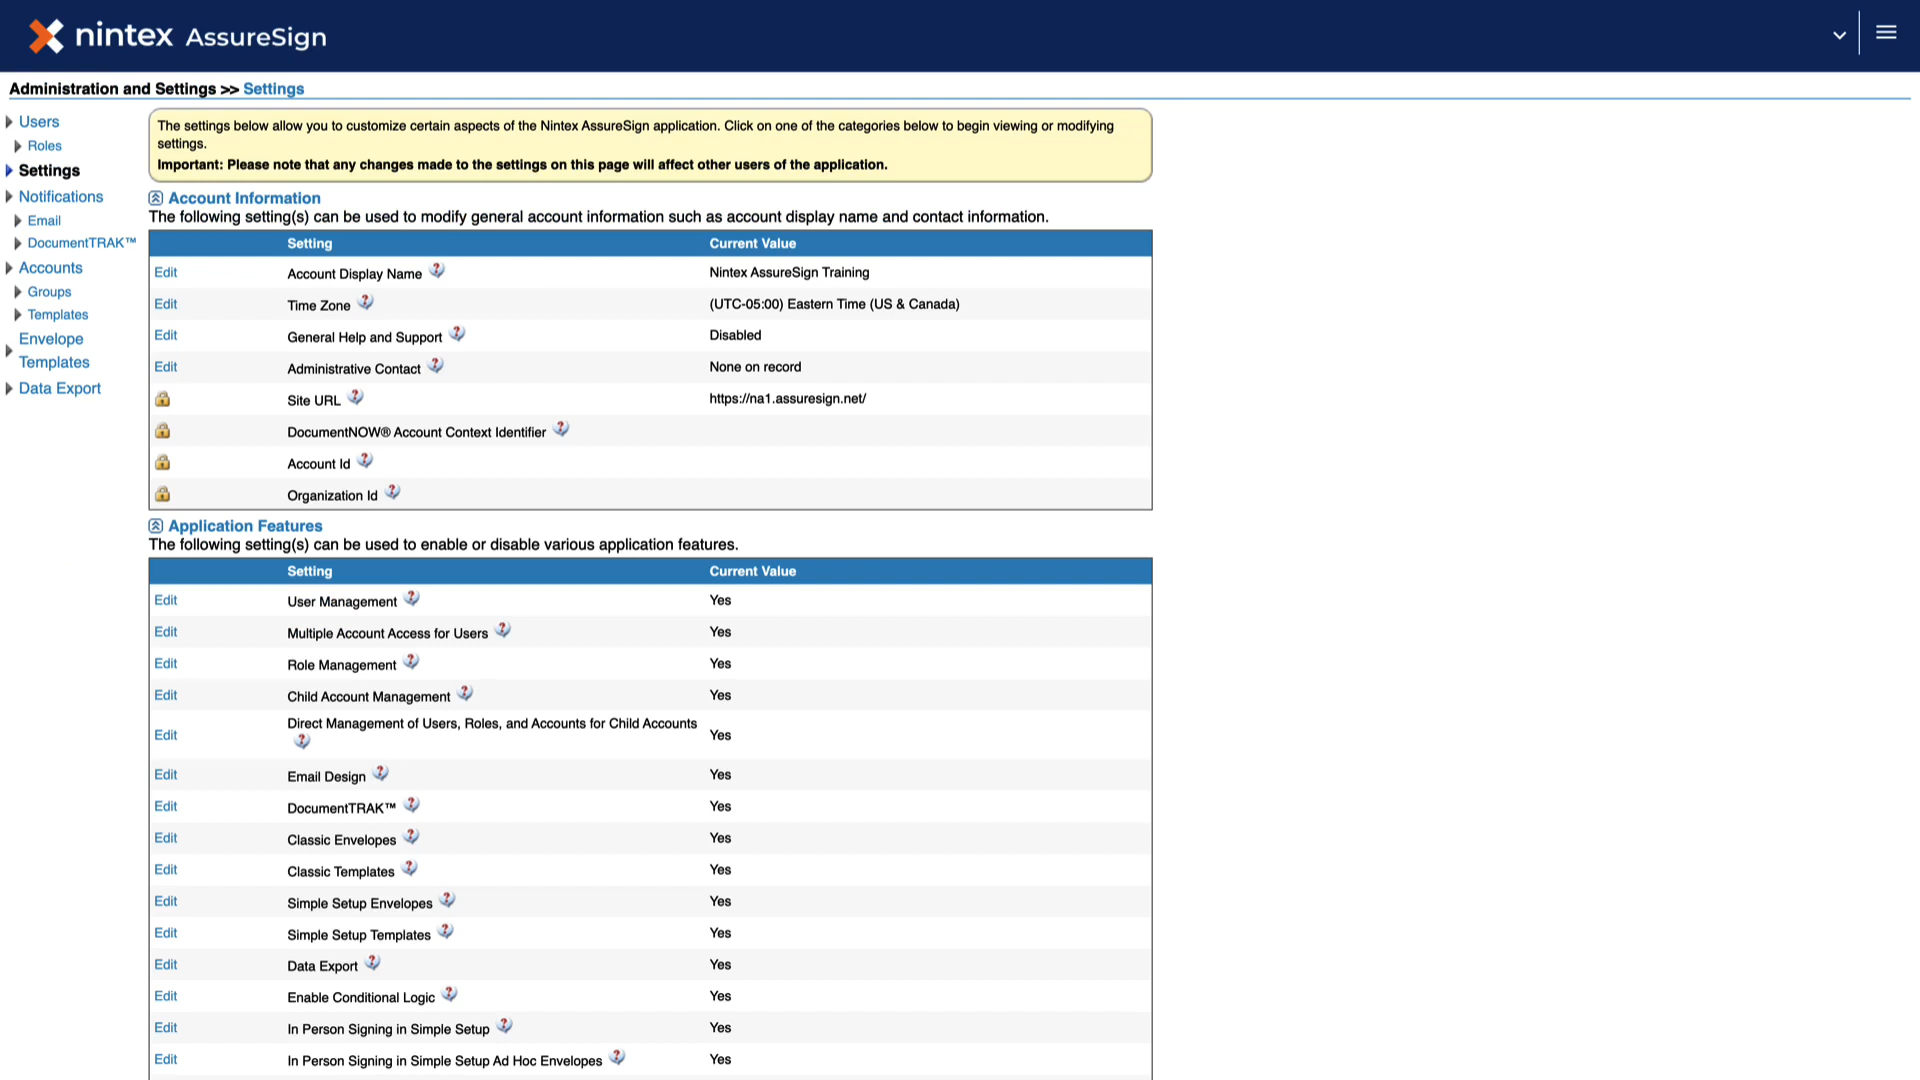 nintex AssureSign
Administration and Settings >> Settings
Users
Roles
Settings
Notifications
Email
DocumentTRAK™
Accounts
Groups
Templates
Envelope
Templates
Data Export
The settings below allow you to customize certain aspects of the Nintex AssureSign application. Click on one of the categories below to begin viewing or modifying
settings.
Important: Please note that any changes made to the settings on this page will affect other users of the application.
Account Information
The following setting(s) can be used to modify general account information such as account display name and contact information.
Setting Current Value
Edit Account Display Name ? Nintex AssureSign Training
Edit Time Zone ? (UTC-05:00) Eastern Time (US & Canada)
Edit General Help and Support ? Disabled
Edit Administrative Contact ? None on record
Site URL ? https://na1.assuresign.net/
DocumentNOW® Account Context Identifier ?
Account Id ?
Organization Id ?
Application Features
The following setting(s) can be used to enable or disable various application features.
Setting Current Value
Edit User Management ? Yes
Edit Multiple Account Access for Users ? Yes
Edit Role Management ? Yes
Edit Child Account Management ? Yes
Edit Direct Management of Users, Roles, and Accounts for Child Accounts ? Yes
Edit Email Design ? Yes
Edit DocumentTRAK™ ? Yes
Edit Classic Envelopes ? Yes
Edit Classic Templates ? Yes
Edit Simple Setup Envelopes ? Yes
Edit Simple Setup Templates ? Yes
Edit Data Export ? Yes
Edit Enable Conditional Logic ? Yes
Edit In Person Signing in Simple Setup ? Yes
Edit In Person Signing in Simple Setup Ad Hoc Envelopes ? Yes